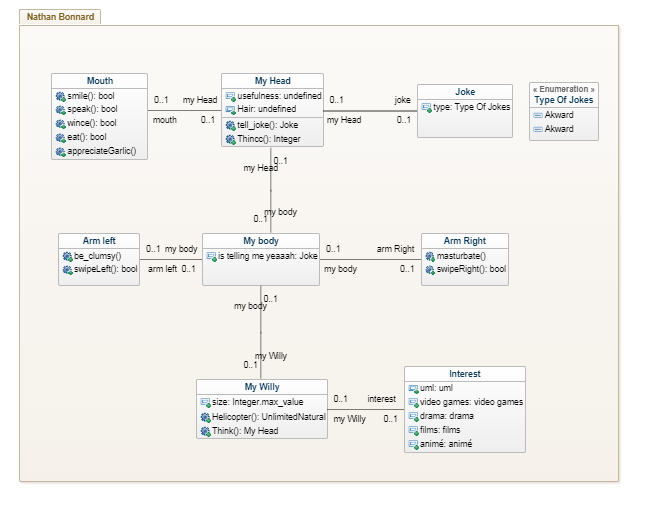 Nathan Bonnard
Mouth
smile(): bool
speak(): bool
wince(): bool
eat(): bool
appreciateGarlic()
0..1 my Head
mouth 0..1
My Head
usefulness: undefined
Hair: undefined
tell_joke(): Joke
Thincc(): Integer
0..1 joke
my Head 0..1
Joke
type: Type Of Jokes
« Enumeration »
Type Of Jokes
Akward
Akward
0..1
my Head
my body
0..1
Arm left
be_clumsy()
swipeLeft(): bool
0..1 my body
arm left 0..1
My body
is telling me yeaaah: Joke
0..1 arm Right
my body 0..1
Arm Right
masturbate()
swipeRight(): bool
0..1
my body
my Willy
0..1
My Willy
size: Integer.max_value
Helicopter(): UnlimitedNatural
Think(): My Head
0..1 interest
my Willy 0..1
Interest
uml: uml
video games: video games
drama: drama
films: films
animé: animé